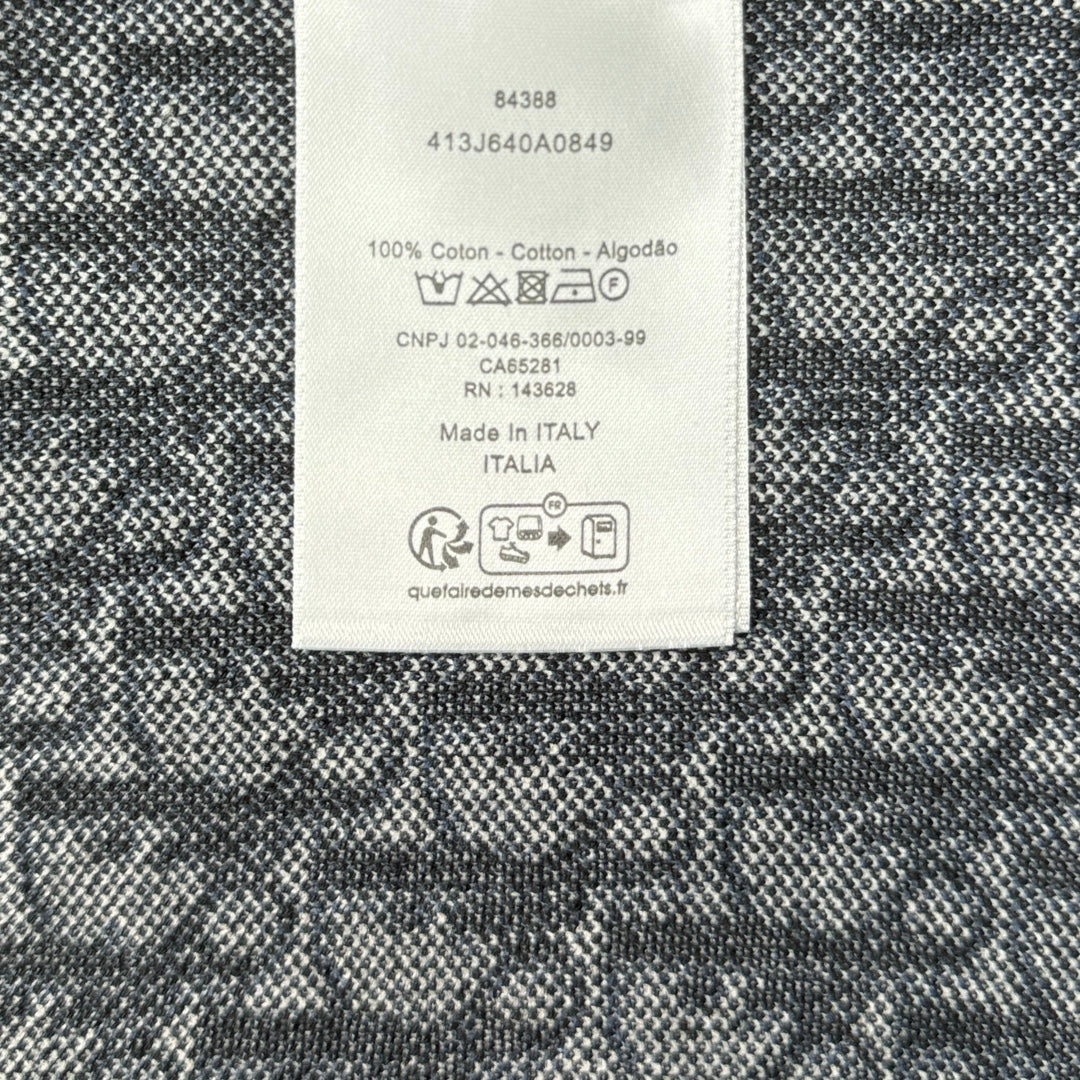 84388
413J640A0849
100% Coton - Cotton - Algodão
F
CNPJ 02-046-366/0003-99
CA65281
RN : 143628
Made In ITALY
ITALIA
FR
quefairedemesdechets.fr